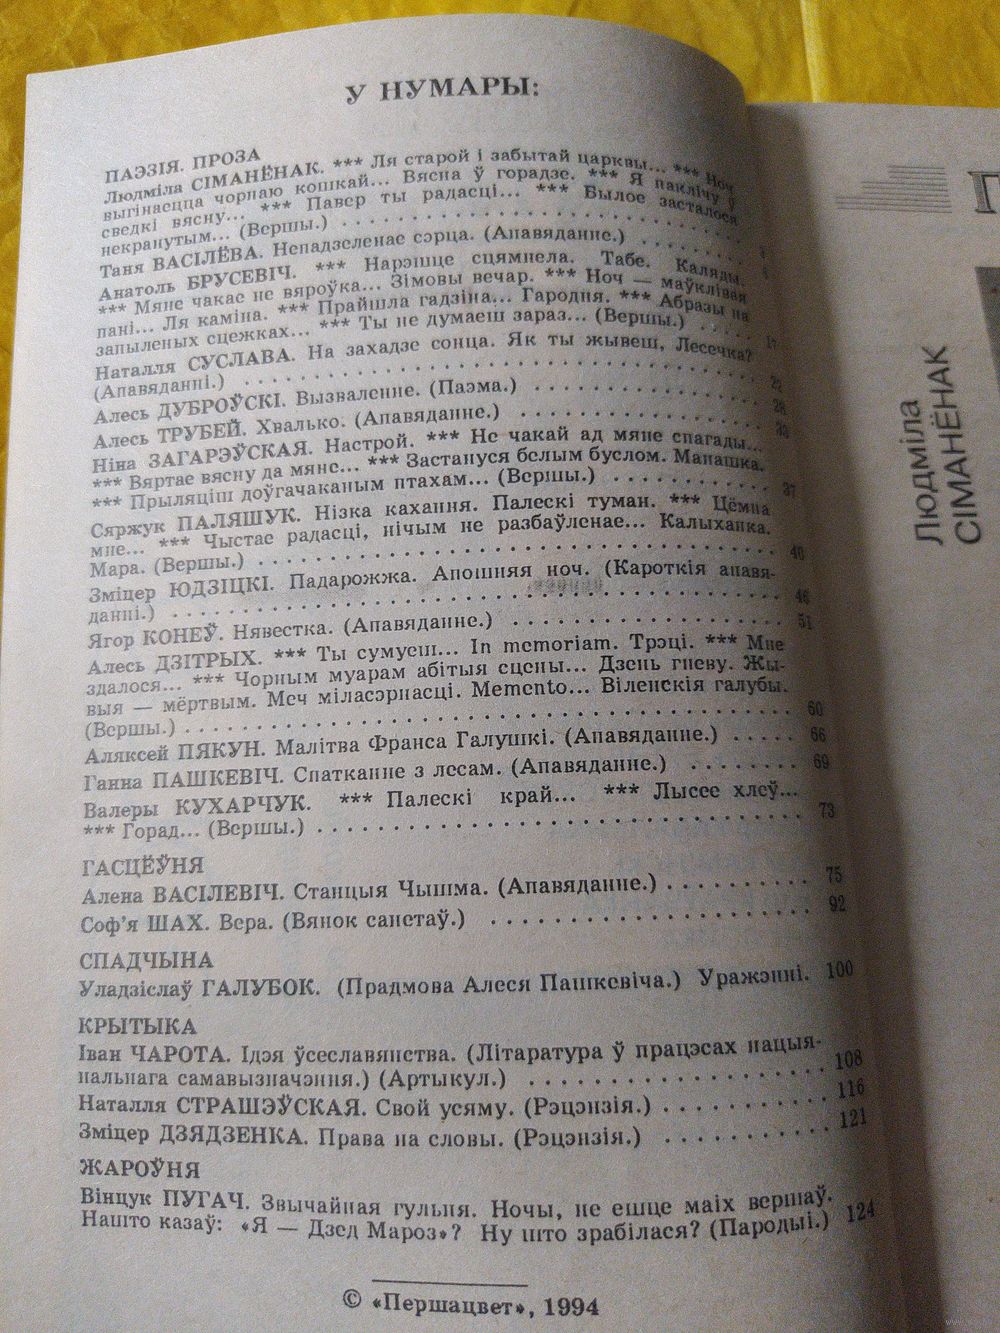 У НУМАРЫ:
ПАЭЗІЯ. ПРОЗА
Людміла СІМАНЁНАК. *** Ля старой і забытай царквы... *** Ноч
выгінаецца чорнаю кошкай... Вясна ў горадзе. *** Я паклічу ў
сведкі вясну... *** Павер ты радасці... *** Былое засталося
некранутым... (Вершы.)
Таня ВАСІЛЁВА. Непадзеленае сэрца. (Апавяданне.)
Анатоль БРУСЕВІЧ. *** Нарэшце сцямнела. Табе. Каляды.
*** Мяне чакае не вяроўка... Зімовы вечар. *** Ноч — маўклівая
пані... Ля каміна. *** Прайшла гадзіна... Гародня. *** Абразы на
запыленых сцежках... *** Ты не думаеш зараз... (Вершы.) 17
Наталля СУСЛАВА. На захадзе сонца. Як ты жывеш, Лесечка?
(Апавяданні.) 22
Алесь ДУБРОЎСКІ. Вызваленне. (Паэма.) 28
Алесь ТРУБЕЙ. Хвалько. (Апавяданне.) 33
Ніна ЗАГАРЭЎСКАЯ. Настрой. *** Не чакай ад мяне спагады...
*** Вяртае вясну да мяне... *** Застануся белым буслом. Манашка.
*** Прыляціш доўгачаканым птахам... (Вершы.) 37
Сяржук ПАЛЯШУК. Нізка кахання. Палескі туман. *** Цёмна
мне... *** Чыстае радасці, нічым не разбаўленае... Калыханка.
Мара. (Вершы.) 40
Зміцер ЮДЗІЦКІ. Падарожжа. Апошняя ноч. (Кароткія апавя-
данні.) 46
Ягор КОНЕЎ. Нявестка. (Апавяданне.) 51
Алесь ДЗІТРЫХ. *** Ты сумуеш... In memoriam. Трэці. *** Мне
здалося... *** Чорным муарам абітыя сцены... Дзень гневу. Жы-
выя — мёртвым. Меч міласэрнасці. Memento... Віленскія галубы.
(Вершы.) 60
Аляксей ПЯКУН. Малітва Франса Галушкі. (Апавяданне.) 66
Ганна ПАШКЕВІЧ. Спатканне з лесам. (Апавяданне.) 69
Валеры КУХАРЧУК. *** Палескі край... *** Лысее хлеў...
*** Горад... (Вершы.) 73
ГАСЦЁЎНЯ
Алена ВАСІЛЕВІЧ. Станцыя Чышма. (Апавяданне.) 75
Соф'я ШАХ. Вера. (Вянок санетаў.) 92
СПАДЧЫНА
Уладзіслаў ГАЛУБОК. (Прадмова Алеся Пашкевіча.) Уражэнні. 100
КРЫТЫКА
Іван ЧАРОТА. Ідэя ўсеславянства. (Літаратура ў працэсах нацыя-
нальнага самавызначэння.) (Артыкул.) 108
Наталля СТРАШЭЎСКАЯ. Свой усяму. (Рэцэнзія.) 116
Зміцер ДЗЯДЗЕНКА. Права на словы. (Рэцэнзія.) 121
ЖАРОЎНЯ
Вінцук ПУГАЧ. Звычайная гульня. Ночы, не ешце маіх вершаў.
Нашто казаў: «Я — Дзед Мароз»? Ну што зрабілася? (Пародыі.) 124
© «Першацвет», 1994
Людміла
СІМАНЁНАК